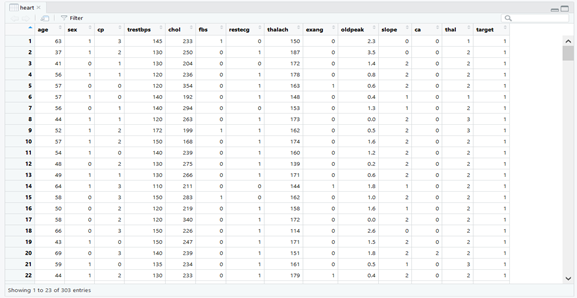 heart
Filter
age sex cp trestbps chol fbs restecg thalach exang oldpeak slope ca thal target
1 63 1 3 145 233 1 0 150 0 2.3 0 0 1 1
2 37 1 2 130 250 0 1 187 0 3.5 0 0 2 1
3 41 0 1 130 204 0 0 172 0 1.4 2 0 2 1
4 56 1 1 120 236 0 1 178 0 0.8 2 0 2 1
5 57 0 0 120 354 0 1 163 1 0.6 2 0 2 1
6 57 1 0 140 192 0 1 148 0 0.4 1 0 1 1
7 56 0 1 140 294 0 0 153 0 1.3 1 0 2 1
8 44 1 1 120 263 0 1 173 0 0.0 2 0 3 1
9 52 1 2 172 199 1 1 162 0 0.5 2 0 3 1
10 57 1 2 150 168 0 1 174 0 1.6 2 0 2 1
11 54 1 0 140 239 0 1 160 0 1.2 2 0 2 1
12 48 0 2 130 275 0 1 139 0 0.2 2 0 2 1
13 49 1 1 130 266 0 1 171 0 0.6 2 0 2 1
14 64 1 3 110 211 0 0 144 1 1.8 1 0 2 1
15 58 0 3 150 283 1 0 162 0 1.0 2 0 2 1
16 50 0 2 120 219 0 1 158 0 1.6 1 0 2 1
17 58 0 2 120 340 0 1 172 0 0.0 2 0 2 1
18 66 0 3 150 226 0 1 114 0 2.6 0 0 2 1
19 43 1 0 150 247 0 1 171 0 1.5 2 0 2 1
20 69 0 3 140 239 0 1 151 0 1.8 2 2 2 1
21 59 1 0 135 234 0 1 161 0 0.5 1 0 3 1
22 44 1 2 130 233 0 1 179 1 0.4 2 0 2 1
Showing 1 to 23 of 303 entries